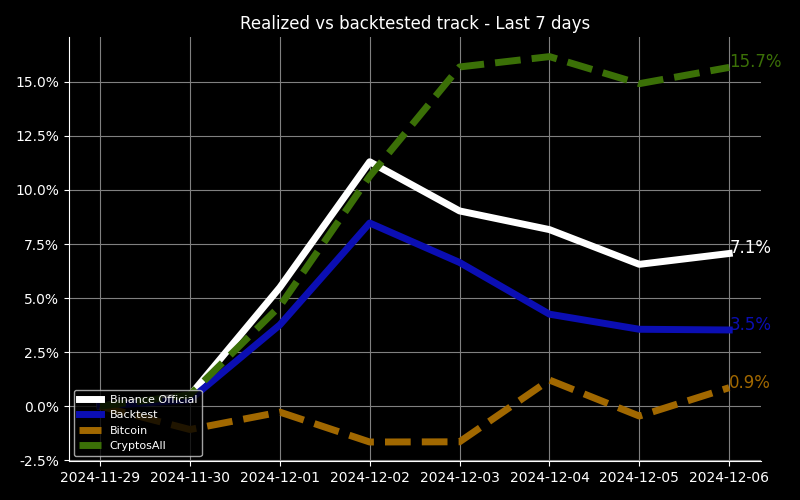 Realized vs backtested track - Last 7 days
15.7%
15.0%
12.5%
10.0%
7.5%
7.1%
5.0%
3.5%
2.5%
0.9%
0.0%
-2.5%
Binance Official
Backtest
Bitcoin
CryptosAll
2024-11-29 2024-11-30 2024-12-01 2024-12-02 2024-12-03 2024-12-04 2024-12-05 2024-12-06